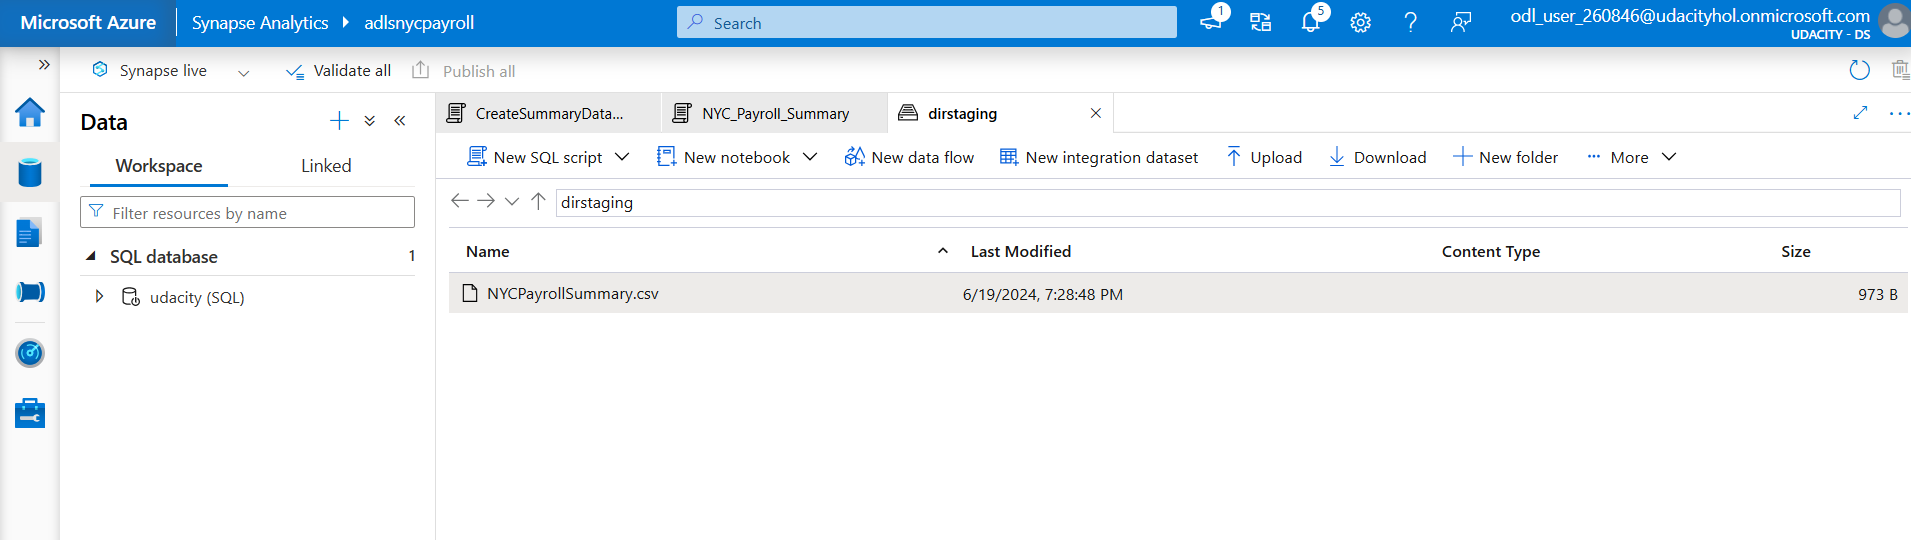 Microsoft Azure Synapse Analytics adlsnycpayroll Search 1 5 odl_user_260846@udacityhol.onmicrosoft.com
UDACITY - DS
Synapse live Validate all Publish all
Data
Workspace Linked
Filter resources by name
SQL database 1
udacity (SQL)
CreateSummaryData... NYC_Payroll_Summary dirstaging
New SQL script New notebook New data flow New integration dataset Upload Download New folder More
dirstaging
Name Last Modified Content Type Size
NYCPayrollSummary.csv 6/19/2024, 7:28:48 PM 973 B